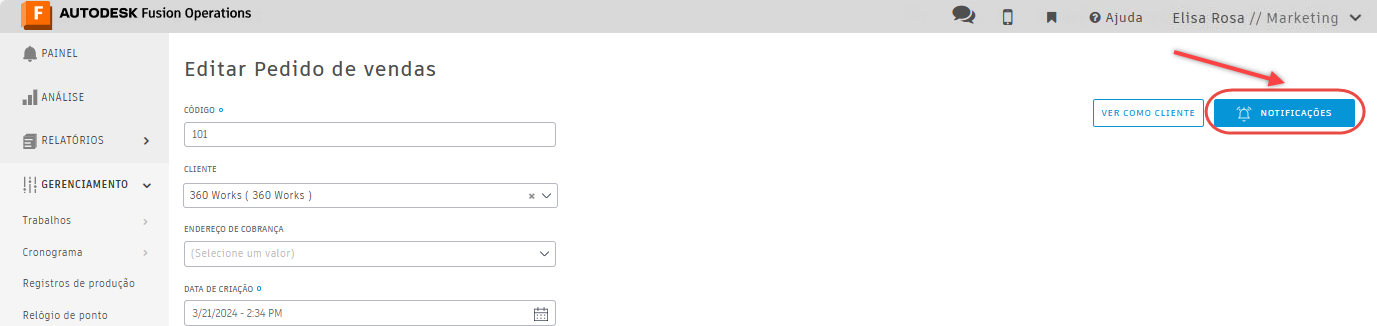 F AUTODESK Fusion Operations
Ajuda
Elisa Rosa // Marketing
PAINEL
ANÁLISE
RELATÓRIOS
GERENCIAMENTO
Trabalhos
Cronograma
Registros de produção
Relógio de ponto
Editar Pedido de vendas
VER COMO CLIENTE
NOTIFICAÇÕES
CÓDIGO
101
CLIENTE
360 Works ( 360 Works )
ENDEREÇO DE COBRANÇA
(Selecione um valor)
DATA DE CRIAÇÃO
3/21/2024 - 2:34 PM